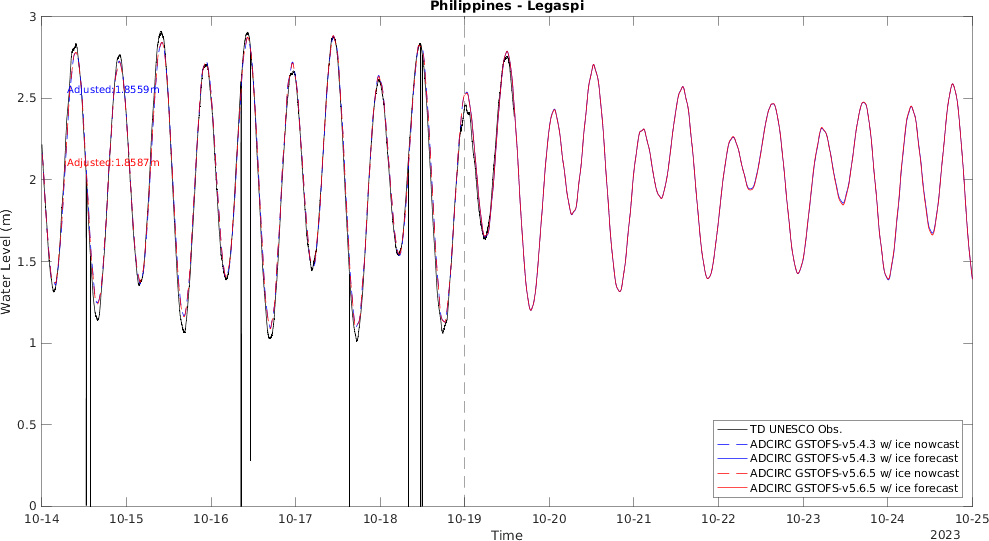 Philippines - Legaspi
3
2.5
2
1.5
1
0.5
0
Water Level (m)
Adjusted:1.8559m
Adjusted:1.8587m
TD UNESCO Obs.
ADCIRC GSTOFS-v5.4.3 w/ ice nowcast
ADCIRC GSTOFS-v5.4.3 w/ ice forecast
ADCIRC GSTOFS-v5.6.5 w/ ice nowcast
ADCIRC GSTOFS-v5.6.5 w/ ice forecast
10-14 10-15 10-16 10-17 10-18 10-19 10-20 10-21 10-22 10-23 10-24 10-25
Time
2023